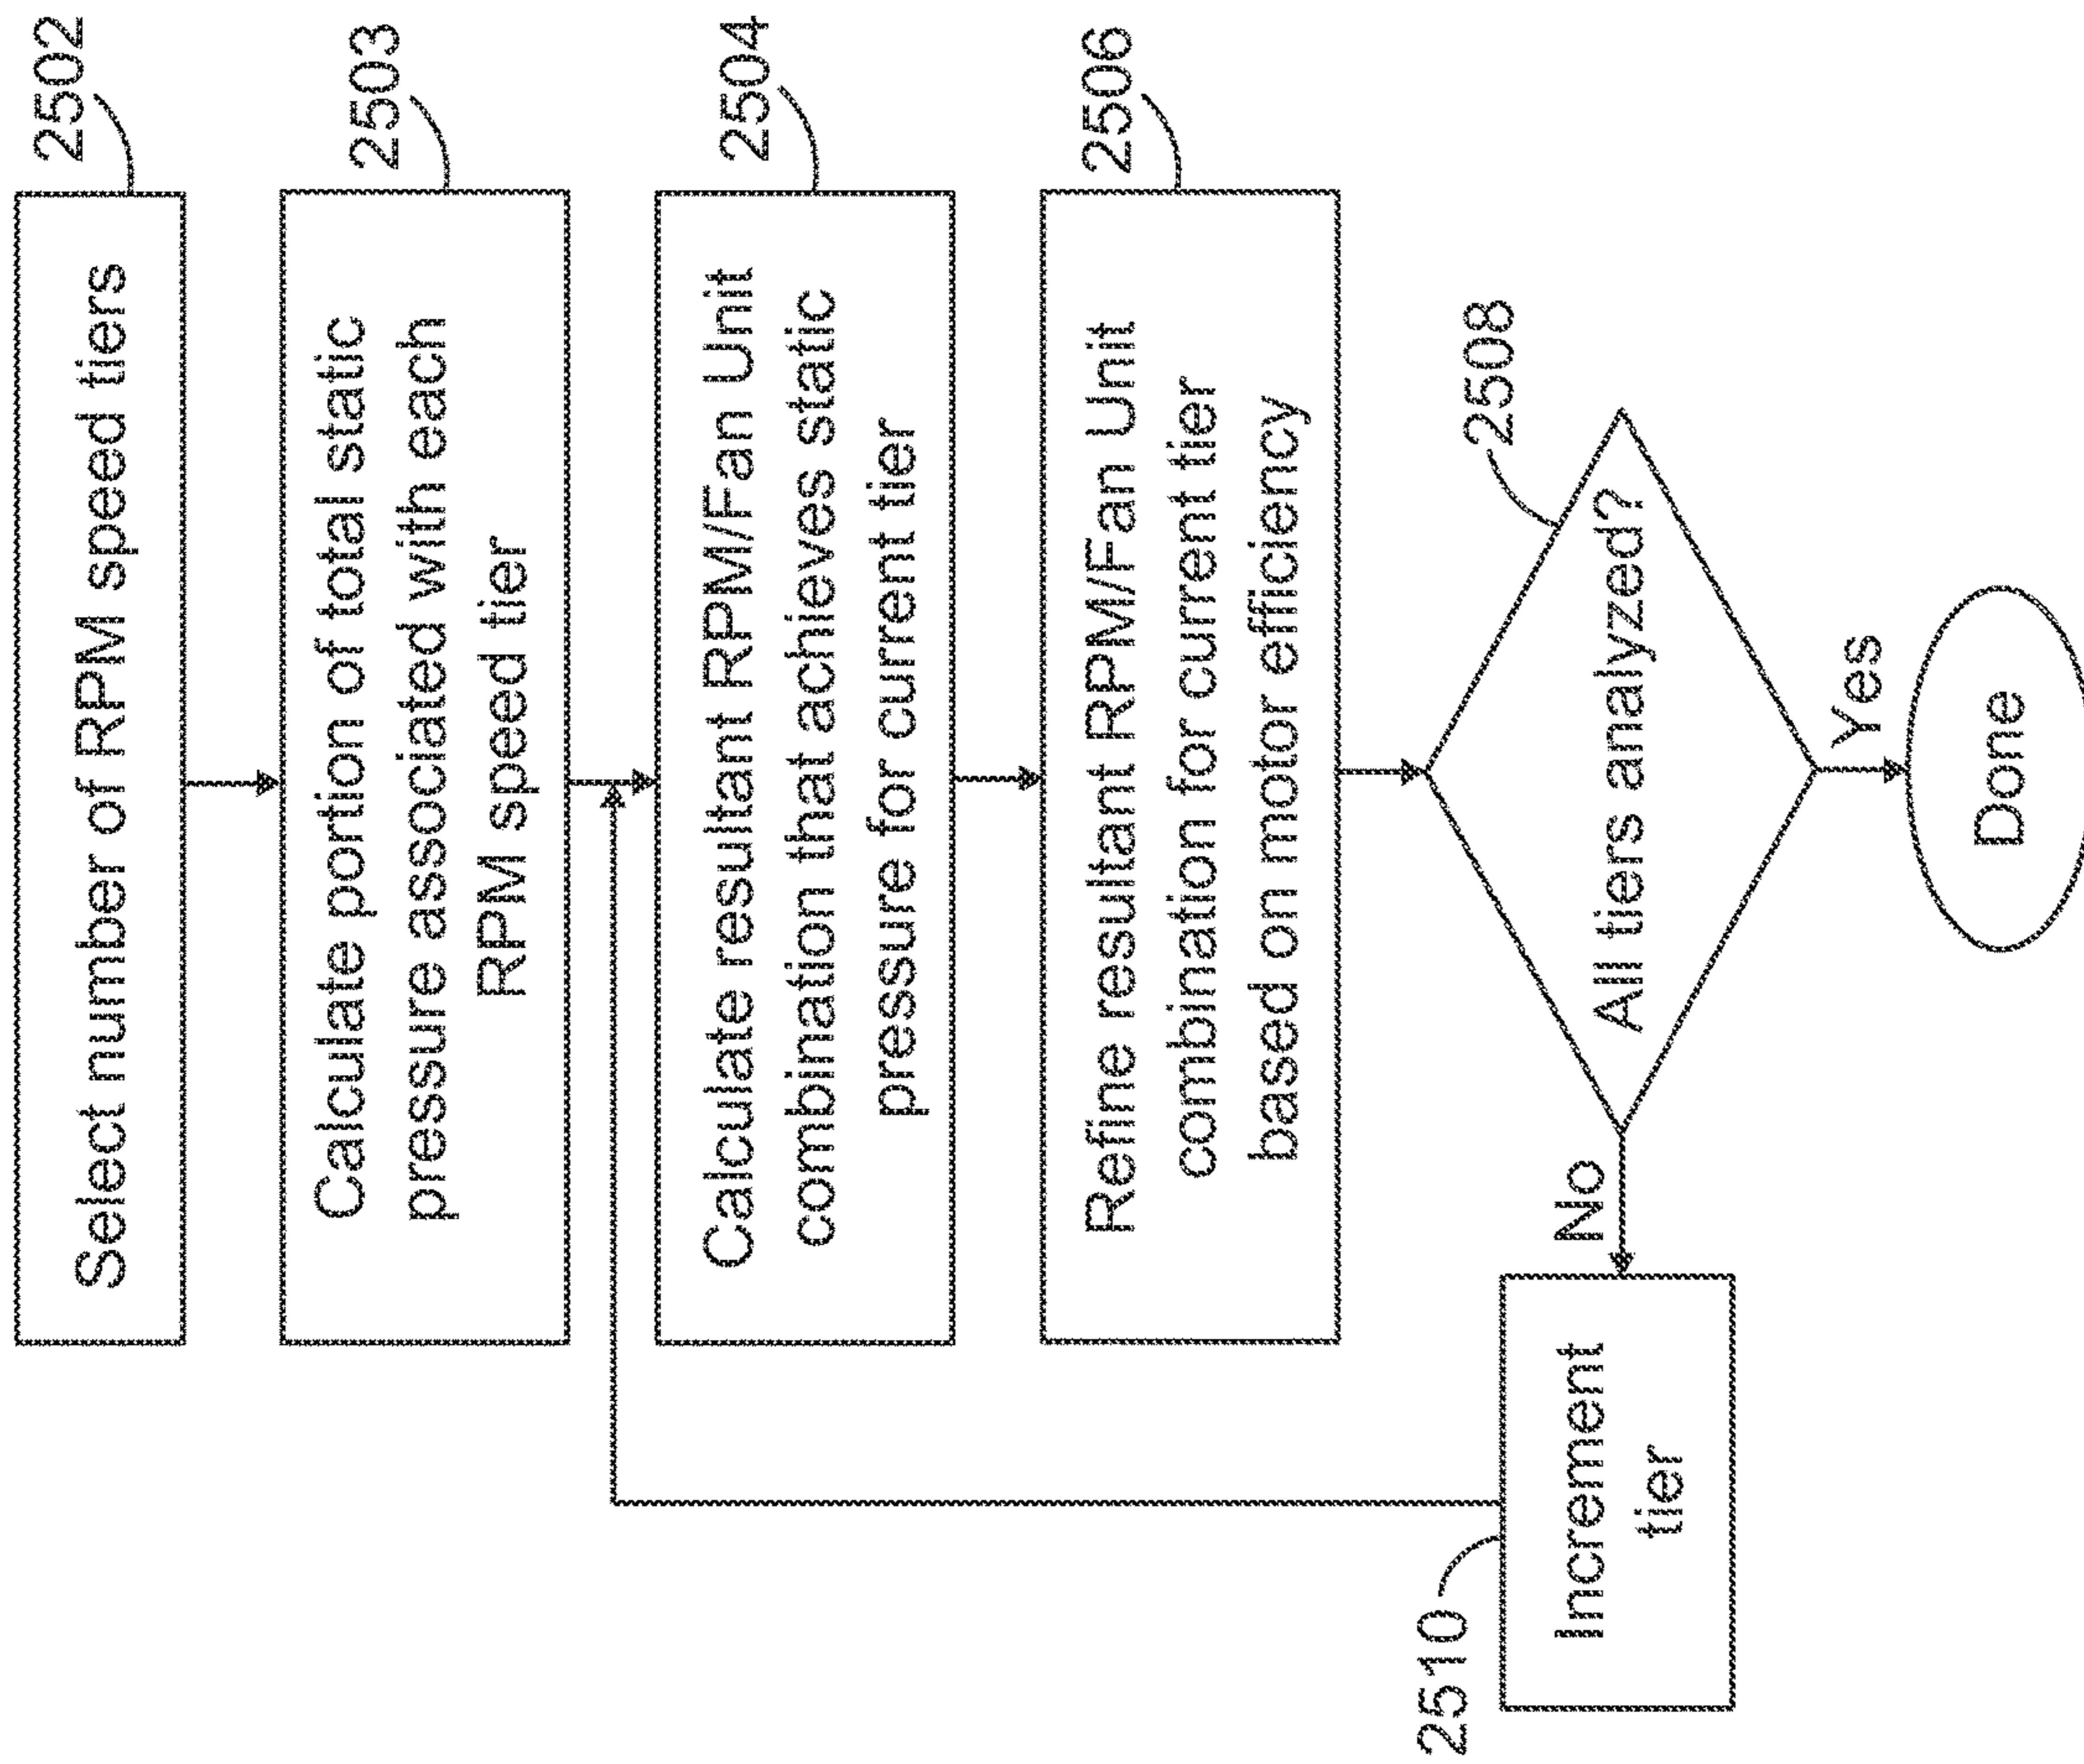 2502
Select number of RPM speed tiers
2503
Calculate portion of total static
pressure associated with each
RPM speed tier
2504
Calculate resultant RPM/Fan Unit
combination that achieves static
pressure for current tier
2506
Refine resultant RPM/Fan Unit
combination for current tier
based on motor efficiency
2508
All tiers analyzed?
No
Yes
2510
Increment
tier
Done